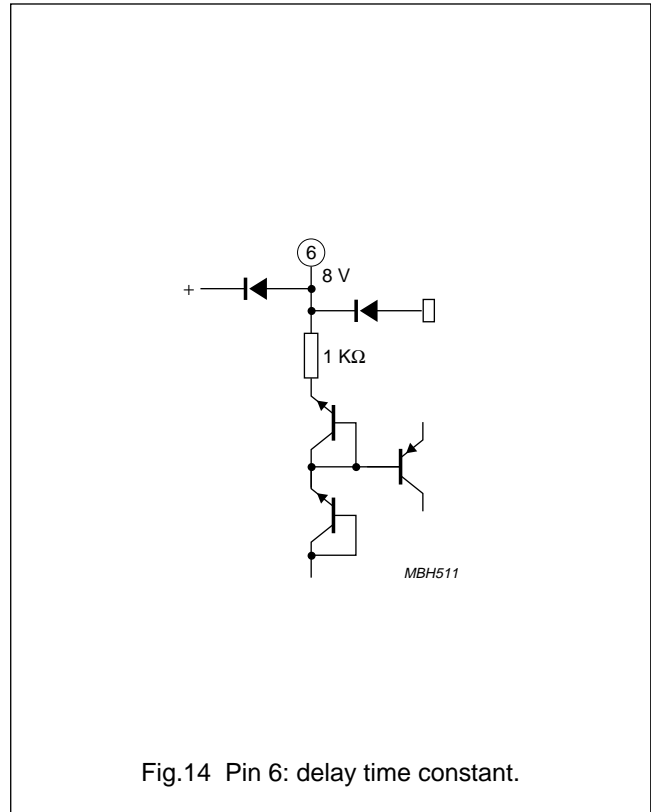 6
8 V
+
1 KΩ
MBH511
Fig.14 Pin 6: delay time constant.